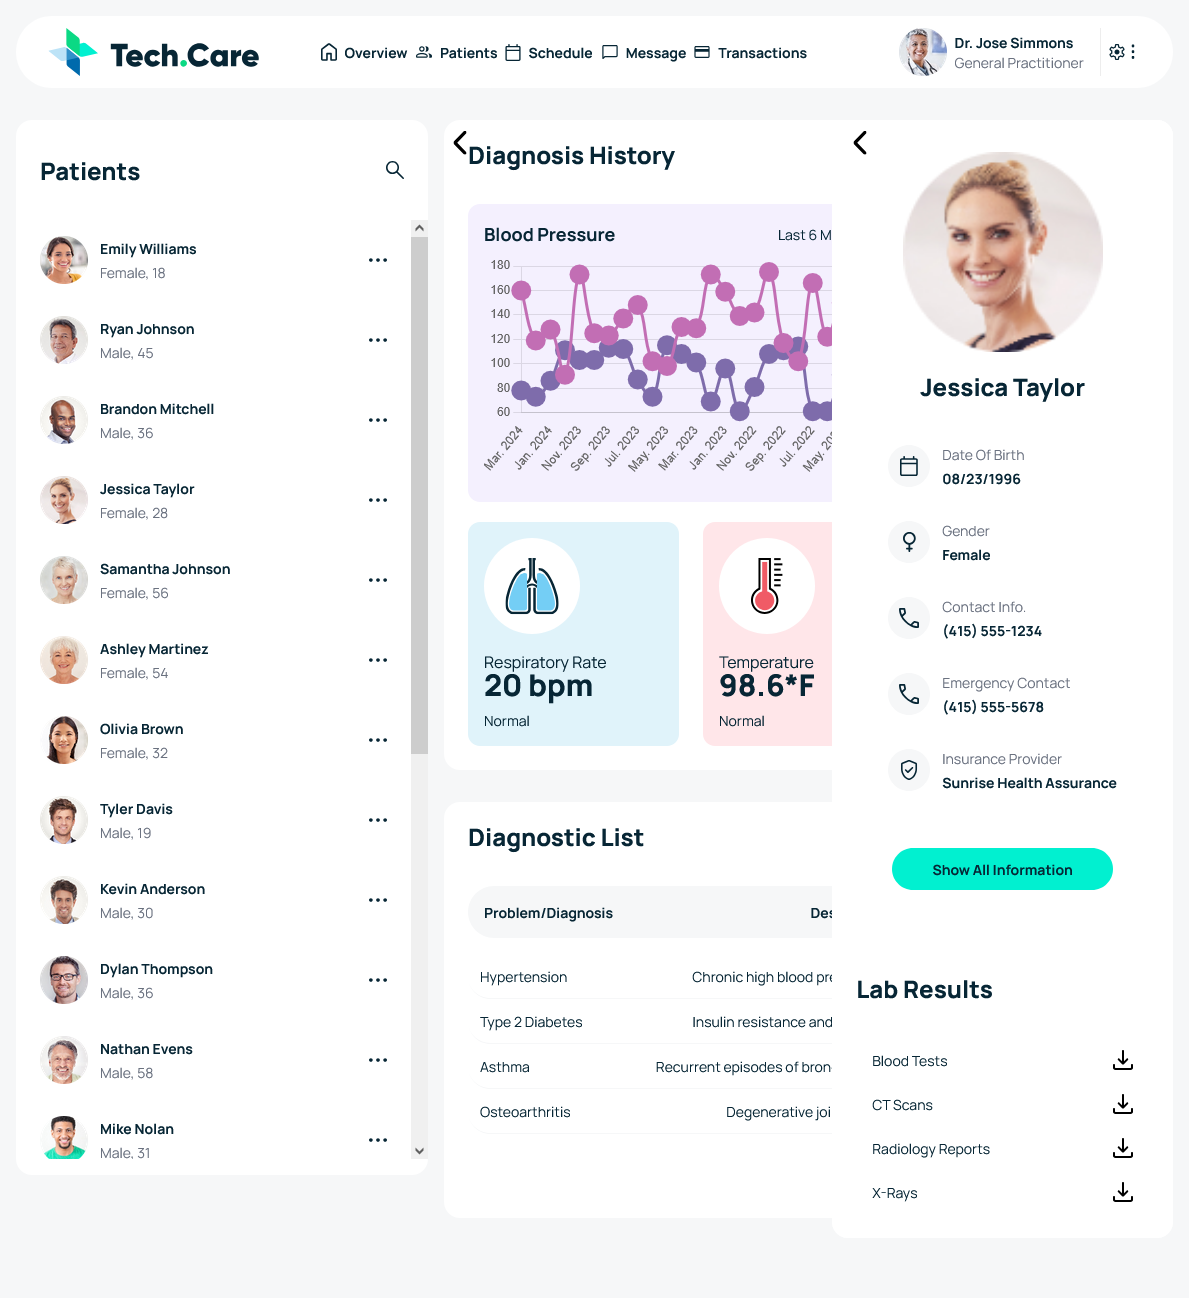 Tech.Care
Overview
Patients
Schedule
Message
Transactions
Dr. Jose Simmons
General Practitioner
Patients
Emily Williams
Female, 18
Ryan Johnson
Male, 45
Brandon Mitchell
Male, 36
Jessica Taylor
Female, 28
Samantha Johnson
Female, 56
Ashley Martinez
Female, 54
Olivia Brown
Female, 32
Tyler Davis
Male, 19
Kevin Anderson
Male, 30
Dylan Thompson
Male, 36
Nathan Evens
Male, 58
Mike Nolan
Male, 31
Diagnosis History
Blood Pressure
Last 6 M
180
160
140
120
100
80
60
Mar. 2024
Jan. 2024
Nov. 2023
Sep. 2023
Jul. 2023
May. 2023
Mar. 2023
Jan. 2023
Nov. 2022
Sep. 2022
Jul. 2022
May. 20
Respiratory Rate
20 bpm
Normal
Temperature
98.6*F
Normal
Diagnostic List
Problem/Diagnosis
Des
Hypertension
Chronic high blood pre
Type 2 Diabetes
Insulin resistance and
Asthma
Recurrent episodes of bron
Osteoarthritis
Degenerative joi
Jessica Taylor
Date Of Birth
08/23/1996
Gender
Female
Contact Info.
(415) 555-1234
Emergency Contact
(415) 555-5678
Insurance Provider
Sunrise Health Assurance
Show All Information
Lab Results
Blood Tests
CT Scans
Radiology Reports
X-Rays